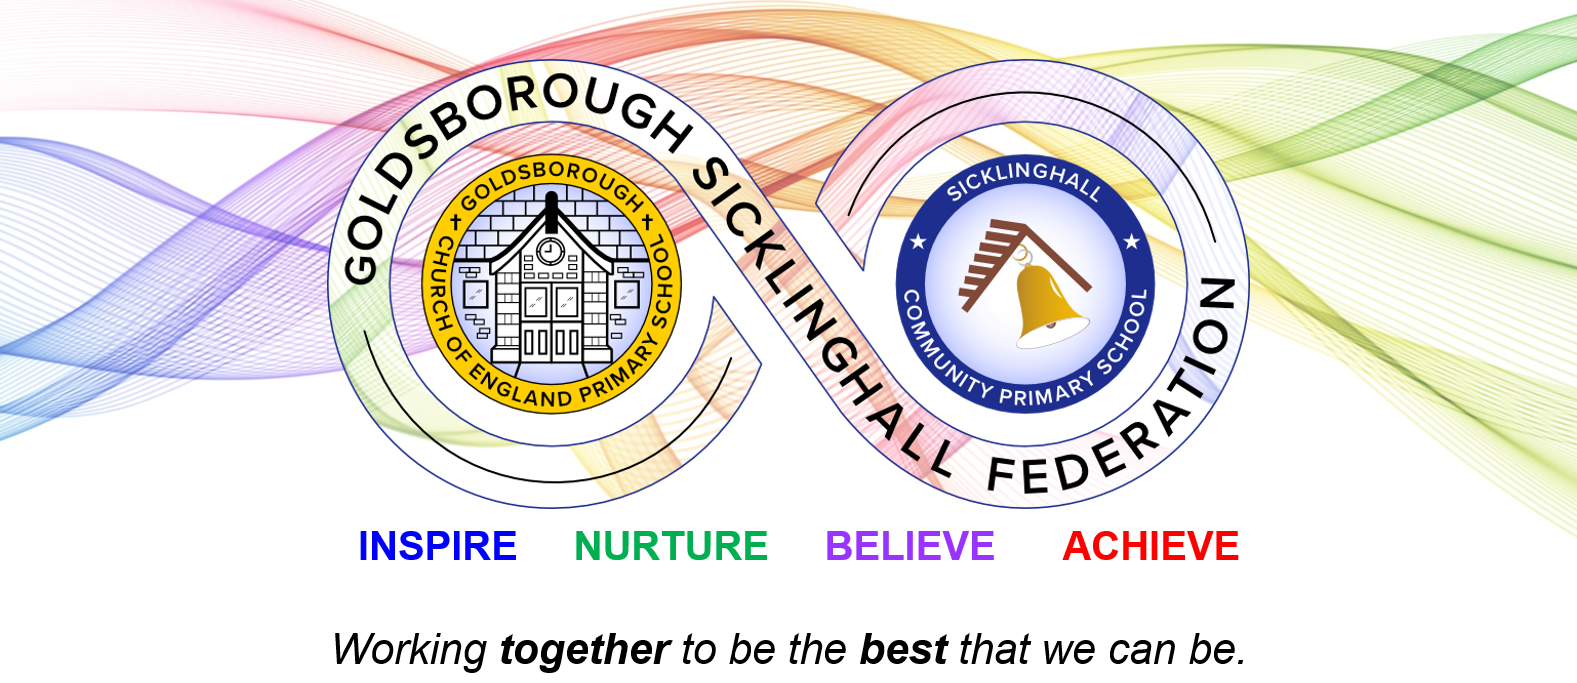 GOLDSBOROUGH SICKLINGHALL FEDERATION
GOLDSBOROUGH
CHURCH OF ENGLAND PRIMARY SCHOOL
SICKLINGHALL
COMMUNITY PRIMARY SCHOOL
INSPIRE NURTURE BELIEVE ACHIEVE
Working together to be the best that we can be.